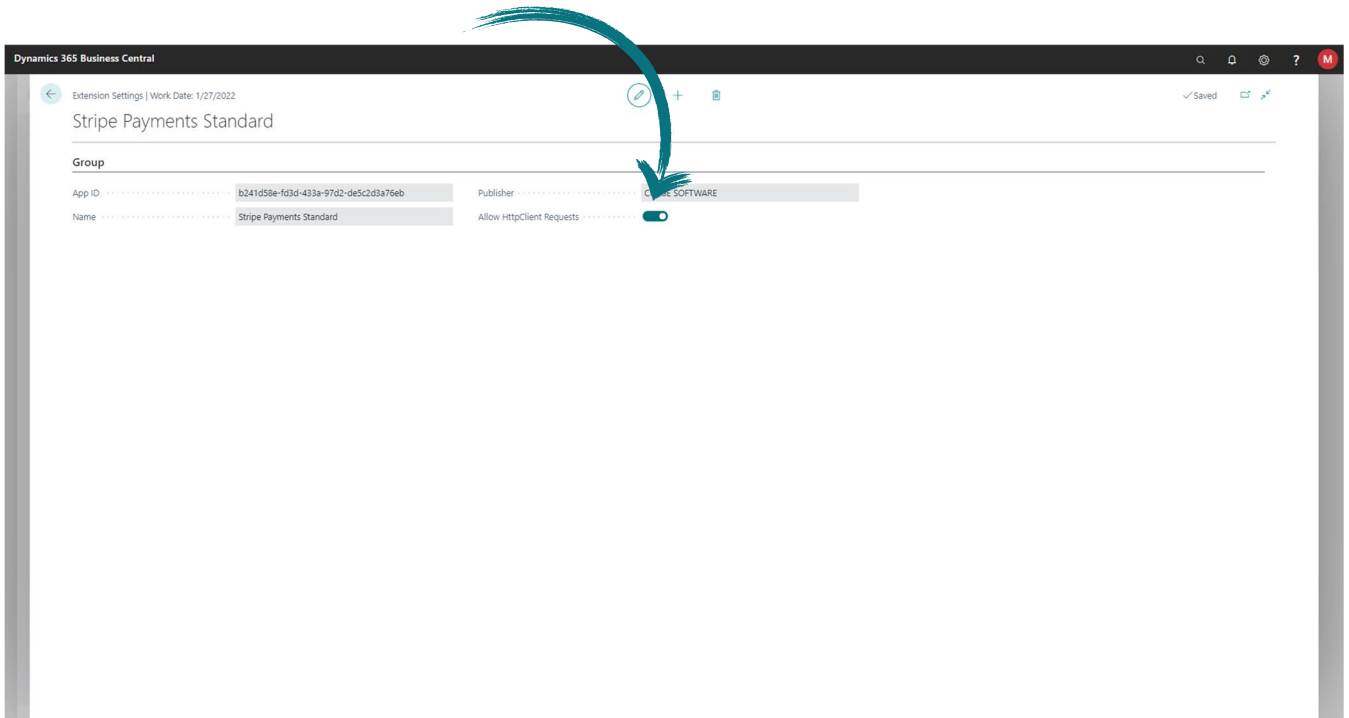 Dynamics 365 Business Central
? M
Extension Settings | Work Date: 1/27/2022
Saved
Stripe Payments Standard
Group
App ID b241d58e-fd3d-433a-97d2-de5c2d3a76eb Publisher SOFTWARE
Name Stripe Payments Standard Allow HttpClient Requests